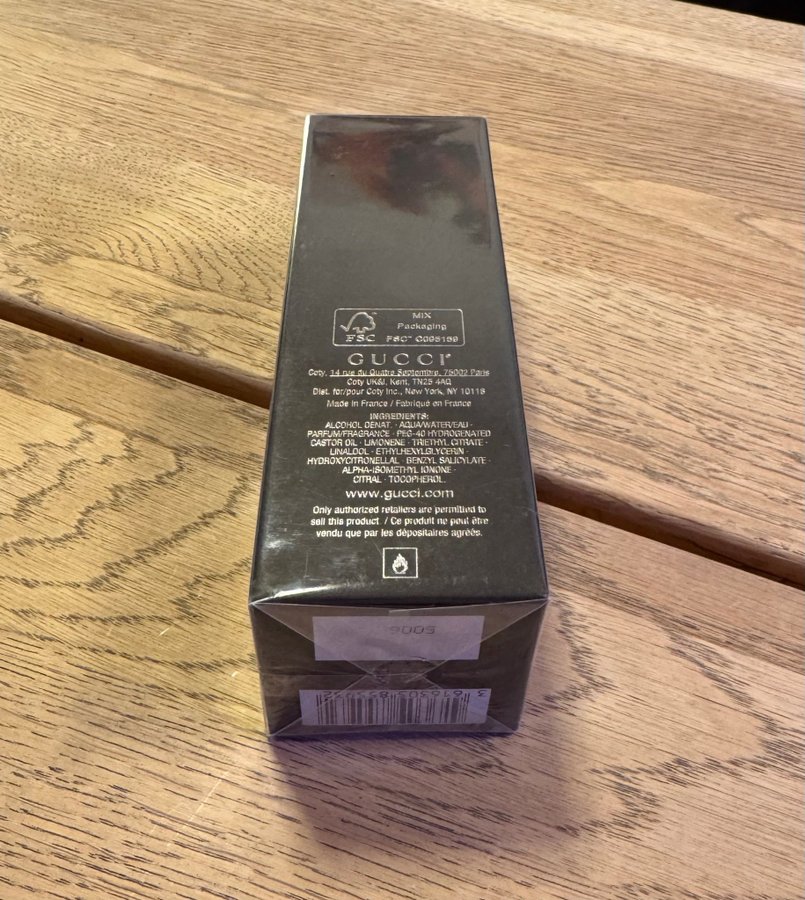 MIX
Packaging
FSC
FSC™ C095159
GUCCI
Coty, 14 rue du Quatre Septembre, 75002 Paris
Coty UK&I, Kent, TN25 4AQ
Dist. for/pour Coty Inc., New York, NY 10118
Made in France / Fabriqué en France
INGREDIENTS:
ALCOHOL DENAT. · AQUA/WATER/EAU ·
PARFUM/FRAGRANCE · PEG-40 HYDROGENATED
CASTOR OIL · LIMONENE · TRIETHYL CITRATE ·
LINALOOL · ETHYLHEXYLGLYCERIN ·
HYDROXYCITRONELLAL · BENZYL SALICYLATE ·
ALPHA-ISOMETHYL IONONE ·
CITRAL · TOCOPHEROL.
www.gucci.com
Only authorized retailers are permitted to
sell this product. / Ce produit ne peut être
vendu que par les dépositaires agréés.